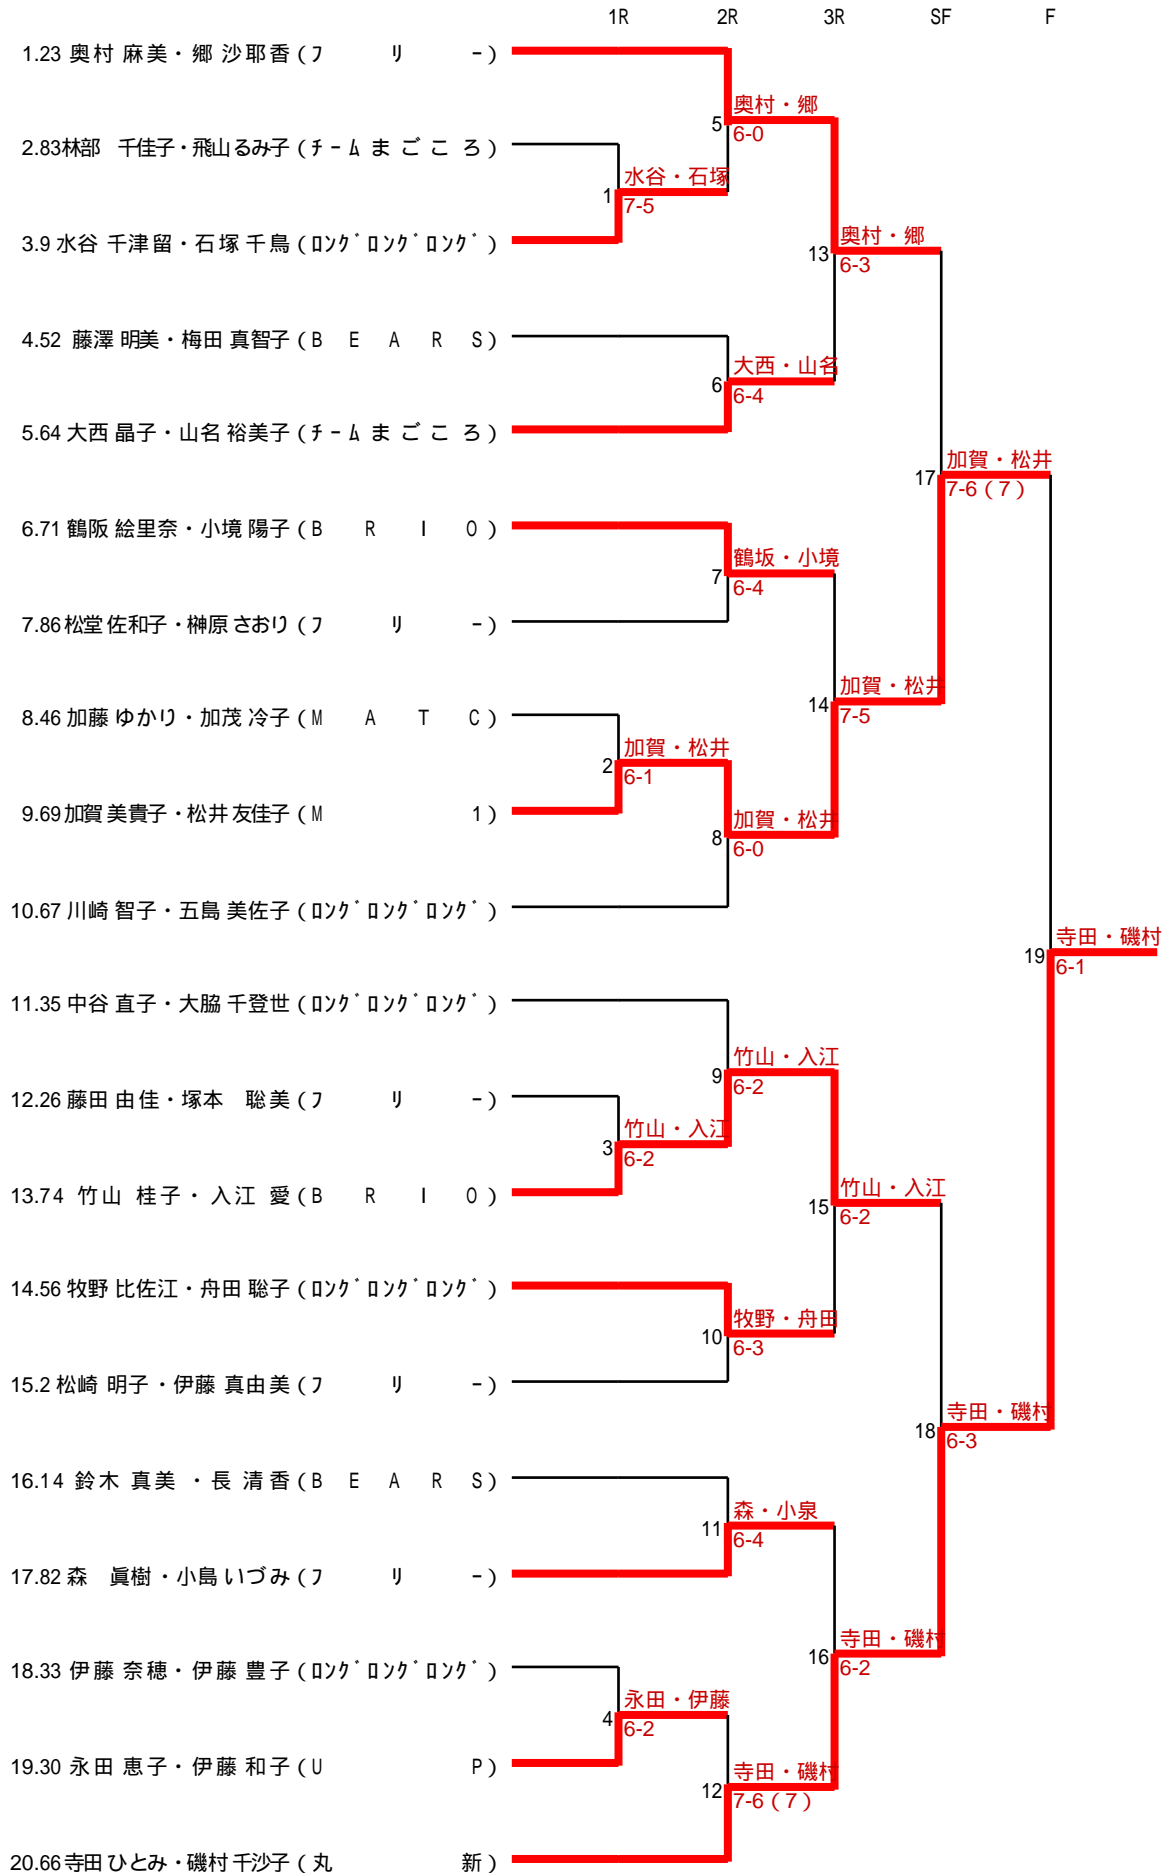 1R 2R 3R SF F
1.23 奥村 麻美・郷 沙耶香 (フ リ ー)
奥村・郷
5
6-0
2.83 林部 千佳子・飛山るみ子 (チームまごころ)
水谷・石塚
1
7-5
3.9 水谷 千津留・石塚 千鳥 (ロングロングロング)
奥村・郷
13
6-3
4.52 藤澤 明美・梅田 真智子 (B E A R S)
大西・山名
6
6-4
5.64 大西 晶子・山名 裕美子 (チームまごころ)
加賀・松井
17
7-6(7)
6.71 鶴阪 絵里奈・小境 陽子 (B R I O)
鶴坂・小境
7
6-4
7.86 松堂 佐和子・榊原 さおり (フ リ ー)
加賀・松井
14
7-5
8.46 加藤 ゆかり・加茂 冷子 (M A T C)
加賀・松井
2
6-1
9.69 加賀 美貴子・松井 友佳子 (M 1)
加賀・松井
8
6-0
10.67 川崎 智子・五島 美佐子 (ロングロングロング)
寺田・磯村
19
6-1
11.35 中谷 直子・大脇 千登世 (ロングロングロング)
竹山・入江
9
6-2
12.26 藤田 由佳・塚本 聡美 (フ リ ー)
竹山・入江
3
6-2
13.74 竹山 桂子・入江 愛 (B R I O)
竹山・入江
15
6-2
14.56 牧野 比佐江・舟田 聡子 (ロングロングロング)
牧野・舟田
10
6-3
15.2 松崎 明子・伊藤 真由美 (フ リ ー)
寺田・磯村
18
6-3
16.14 鈴木 真美・長 清香 (B E A R S)
森・小泉
11
6-4
17.82 森 眞樹・小島 いづみ (フ リ ー)
寺田・磯村
16
6-2
18.33 伊藤 奈穂・伊藤 豊子 (ロングロングロング)
永田・伊藤
4
6-2
19.30 永田 恵子・伊藤 和子 (U P)
寺田・磯村
12
7-6(7)
20.66 寺田 ひとみ・磯村 千沙子 (丸 新)